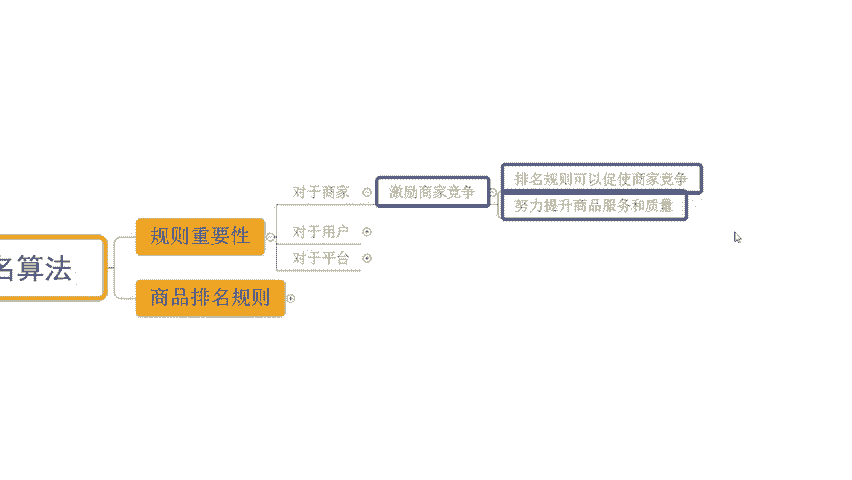 名算法
规则重要性
对于商家
激励商家竞争
排名规则可以促使商家竞争
努力提升商品服务和质量
对于用户
对于平台
商品排名规则